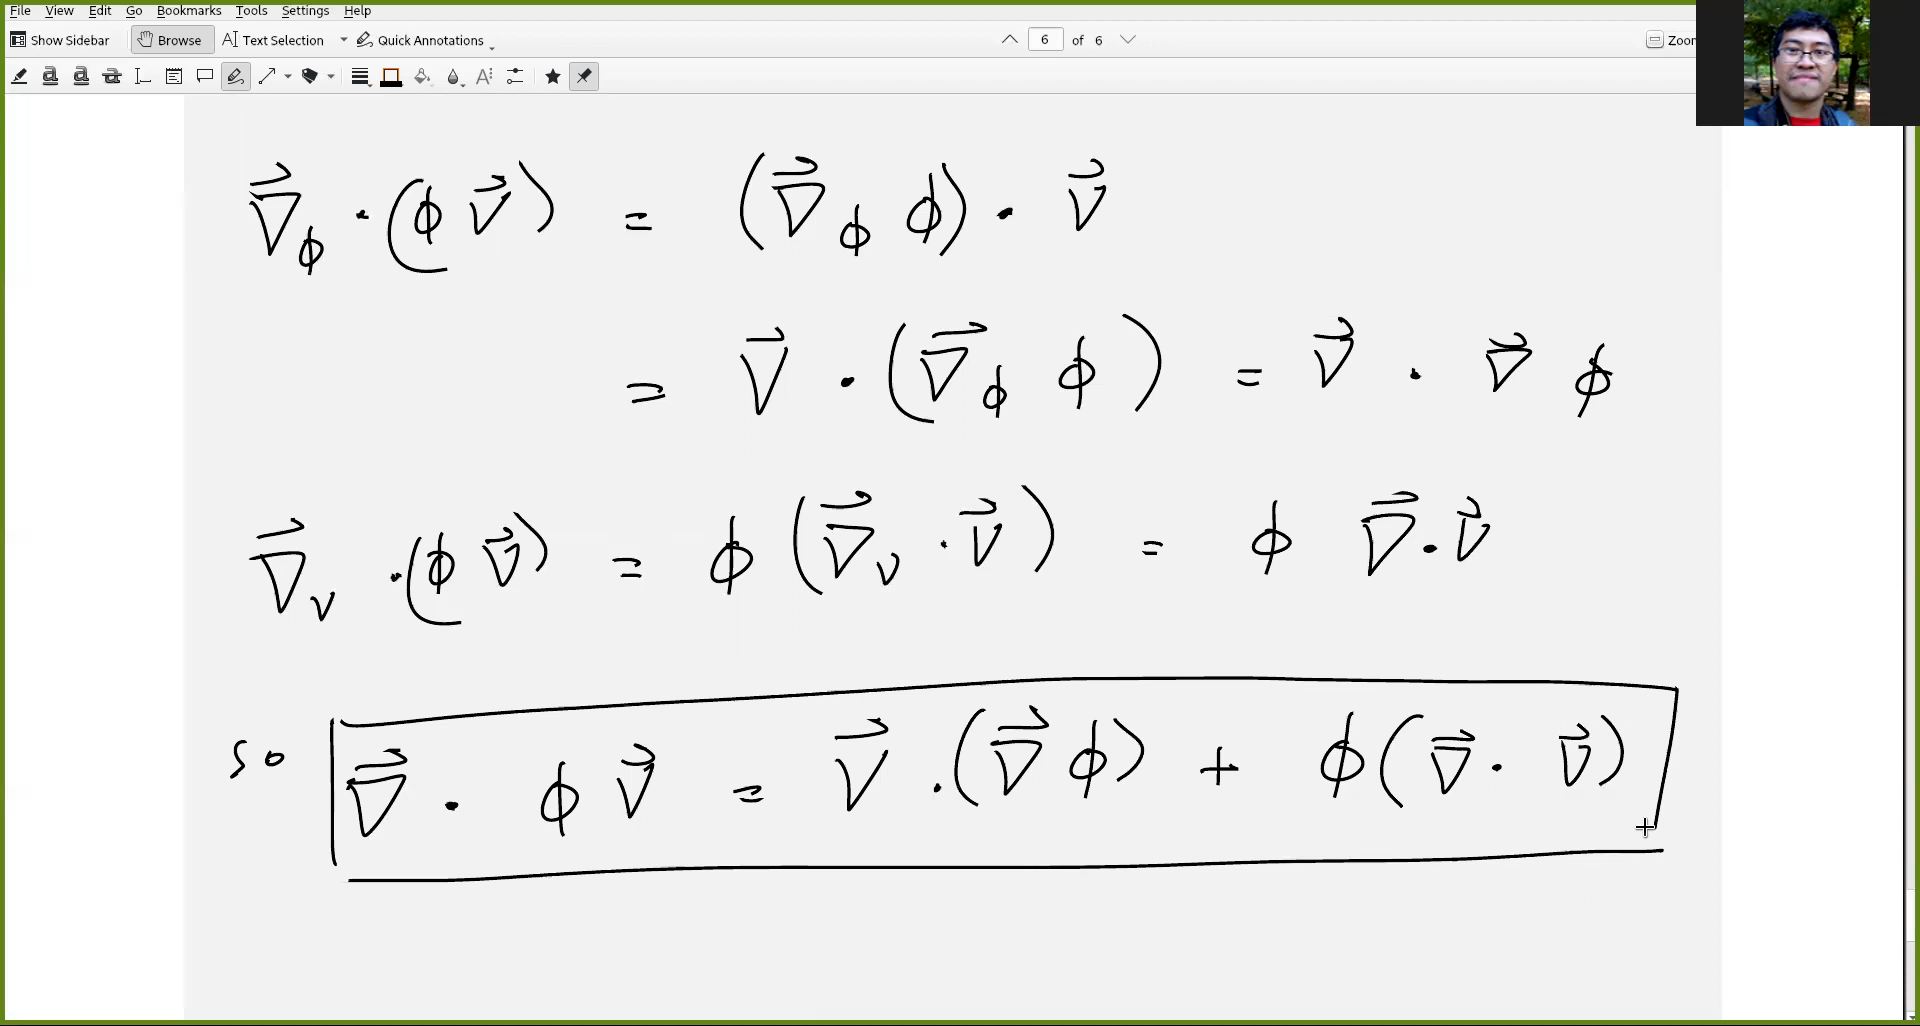 File View Edit Go Bookmarks Tools Settings Help
Show Sidebar Browse Text Selection Quick Annotations 6 of 6 Zoom
∇⃗_ϕ · (ϕ v⃗) = (∇⃗_ϕ ϕ) · v⃗
= v⃗ · (∇⃗_ϕ ϕ) = v⃗ · ∇⃗ ϕ
∇⃗_v · (ϕ v⃗) = ϕ (∇⃗_v · v⃗) = ϕ ∇⃗ · v⃗
so ∇⃗ · ϕ v⃗ = v⃗ · (∇⃗ ϕ) + ϕ (∇⃗ · v⃗)